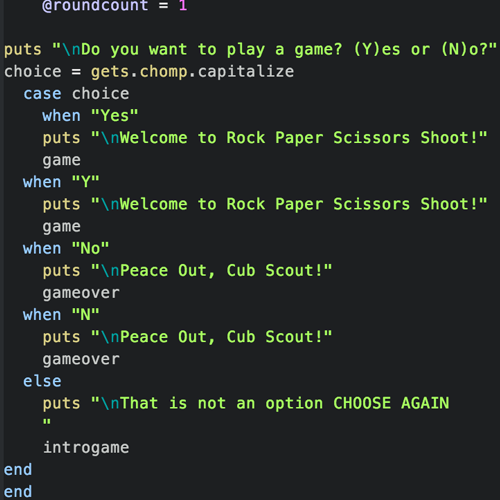 @roundcount = 1
puts "\nDo you want to play a game? (Y)es or (N)o?"
choice = gets.chomp.capitalize
case choice
when "Yes"
puts "\nWelcome to Rock Paper Scissors Shoot!"
game
when "Y"
puts "\nWelcome to Rock Paper Scissors Shoot!"
game
when "No"
puts "\nPeace Out, Cub Scout!"
gameover
when "N"
puts "\nPeace Out, Cub Scout!"
gameover
else
puts "\nThat is not an option CHOOSE AGAIN
"
introgame
end
end